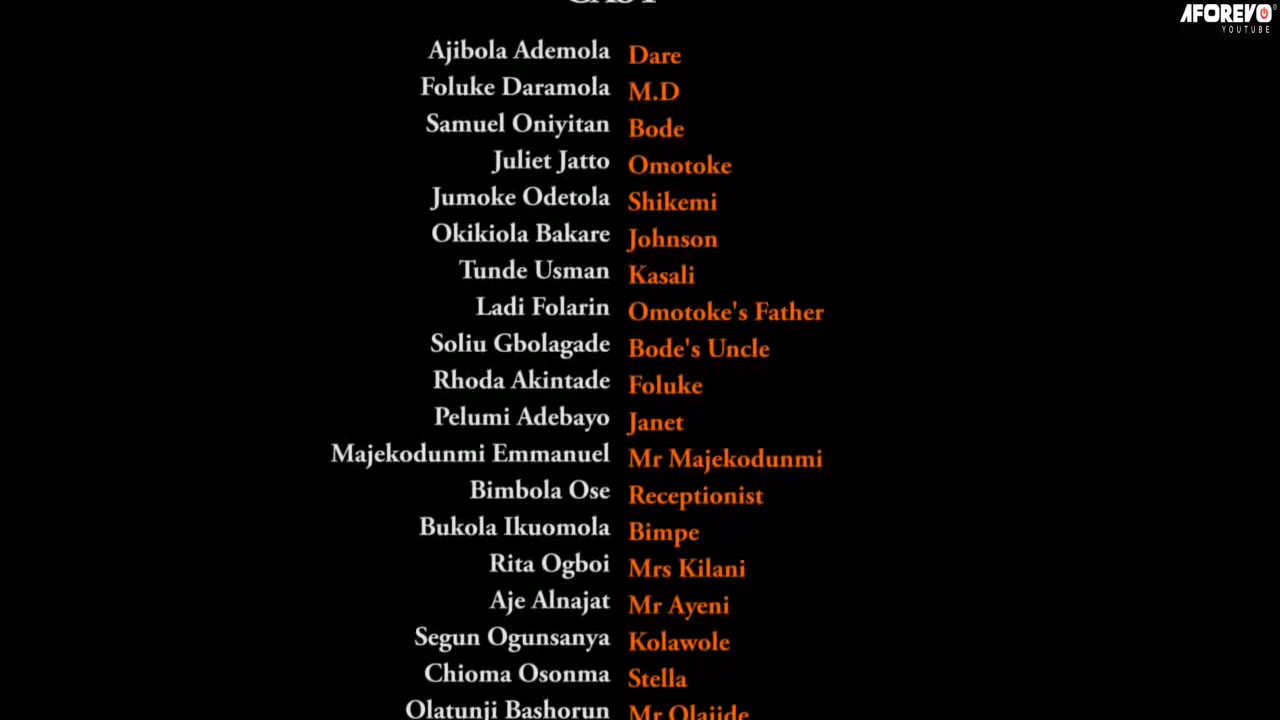 AFOREVO
YOUTUBE
CAST
Ajibola Ademola Dare
Foluke Daramola M.D
Samuel Oniyitan Bode
Juliet Jatto Omotoke
Jumoke Odetola Shikemi
Okikiola Bakare Johnson
Tunde Usman Kasali
Ladi Folarin Omotoke's Father
Soliu Gbolagade Bode's Uncle
Rhoda Akintade Foluke
Pelumi Adebayo Janet
Majekodunmi Emmanuel Mr Majekodunmi
Bimbola Ose Receptionist
Bukola Ikuomola Bimpe
Rita Ogboi Mrs Kilani
Aje Alnajat Mr Ayeni
Segun Ogunsanya Kolawole
Chioma Osonma Stella
Olatunji Bashorun Mr Olajide